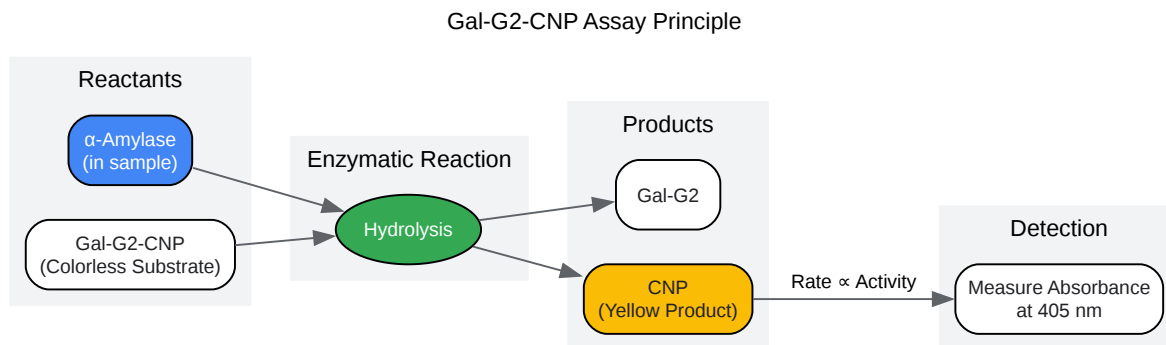 Gal-G2-CNP Assay Principle
Reactants
α-Amylase
(in sample)
Gal-G2-CNP
(Colorless Substrate)
Enzymatic Reaction
Hydrolysis
Products
Gal-G2
CNP
(Yellow Product)
Rate ∝ Activity
Detection
Measure Absorbance
at 405 nm